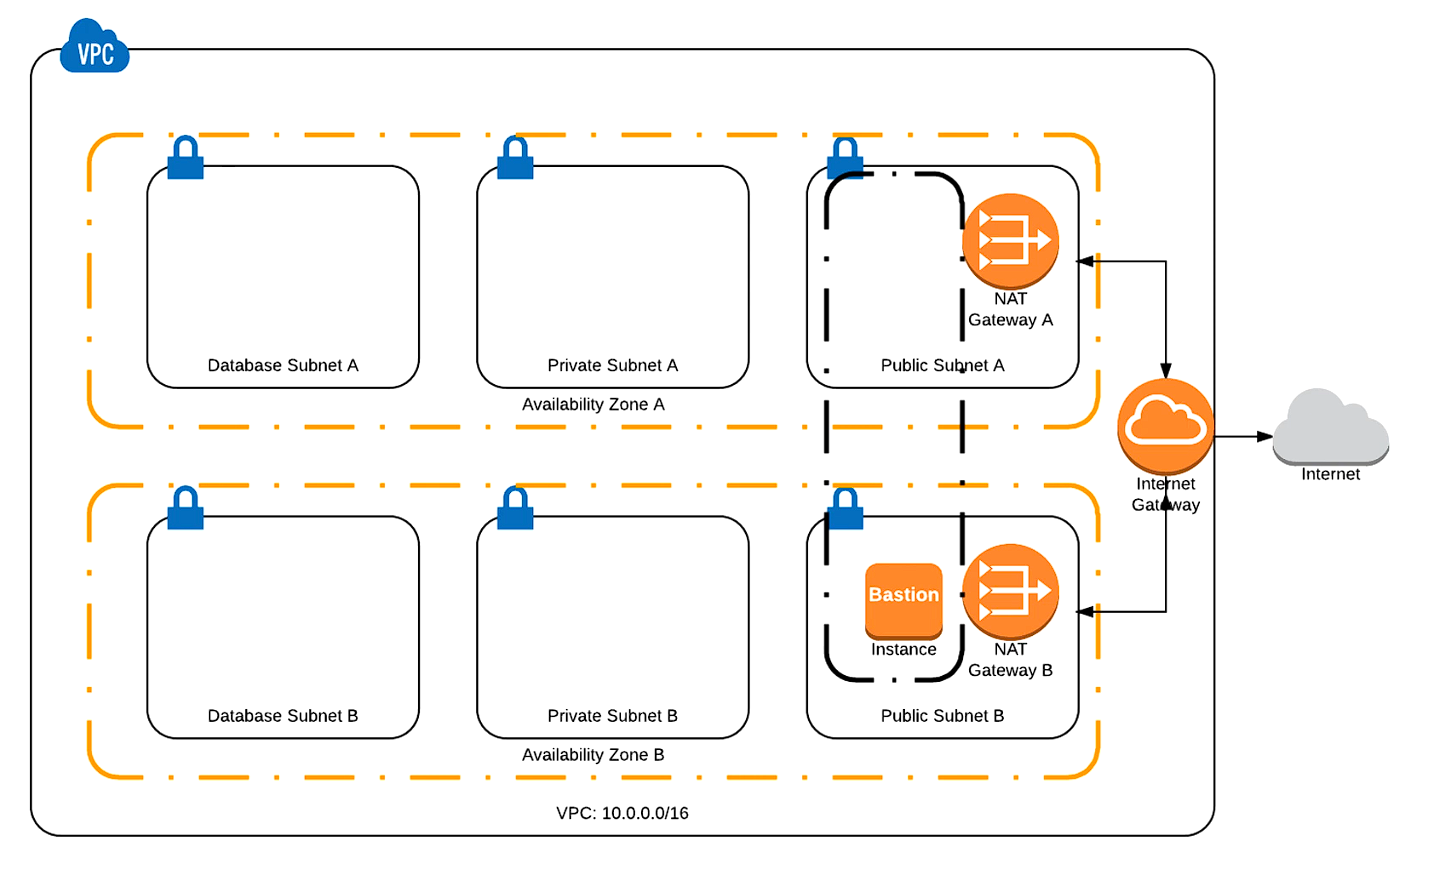 VPC
NAT
Gateway A
Database Subnet A
Private Subnet A
Public Subnet A
Availability Zone A
Internet
Gateway
Internet
Bastion
Instance
NAT
Gateway B
Database Subnet B
Private Subnet B
Public Subnet B
Availability Zone B
VPC: 10.0.0.0/16